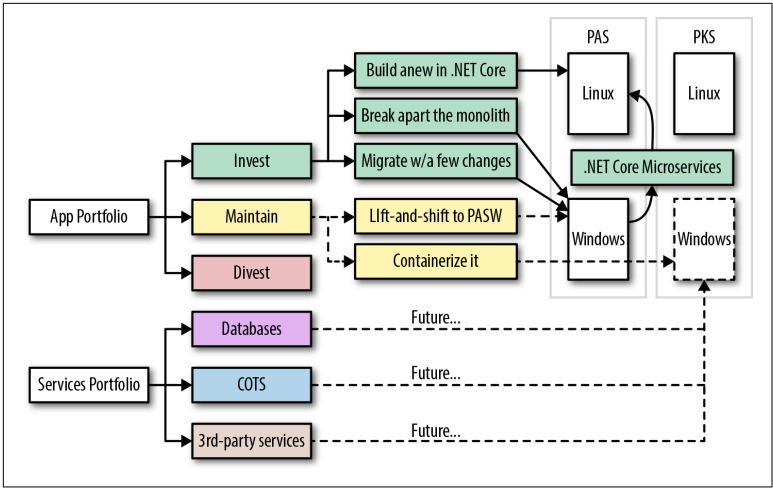 PAS
PKS
Build anew in .NET Core
Linux
Linux
Break apart the monolith
Invest
Migrate w/a few changes
.NET Core Microservices
App Portfolio
Maintain
LIft-and-shift to PASW
Windows
Windows
Containerize it
Divest
Databases
Future...
Services Portfolio
COTS
Future...
3rd-party services
Future...